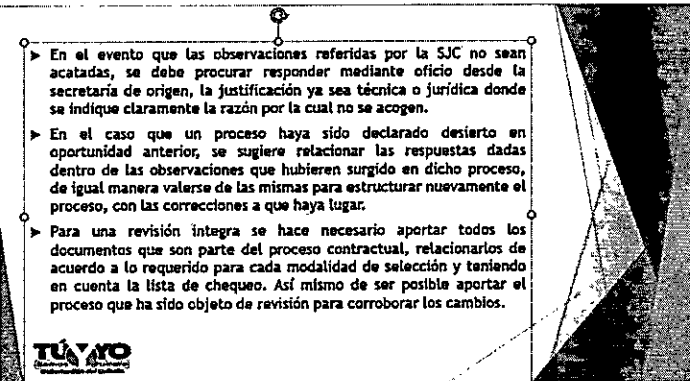 ➤ En el evento que las observaciones referidas por la SJC no sean
acatadas, se debe procurar responder mediante oficio desde la
secretaría de origen, la justificación ya sea técnica o jurídica donde
se indique claramente la razón por la cual no se acogen.
➤ En el caso que un proceso haya sido declarado desierto en
oportunidad anterior, se sugiere relacionar las respuestas dadas
dentro de las observaciones que hubieren surgido en dicho proceso,
de igual manera valerse de las mismas para estructurar nuevamente el
proceso, con las correcciones a que haya lugar.
➤ Para una revisión íntegra se hace necesario aportar todos los
documentos que son parte del proceso contractual, relacionarlos de
acuerdo a lo requerido para cada modalidad de selección y teniendo
en cuenta la lista de chequeo. Así mismo de ser posible aportar el
proceso que ha sido objeto de revisión para corroborar los cambios.
TÚ Y YO